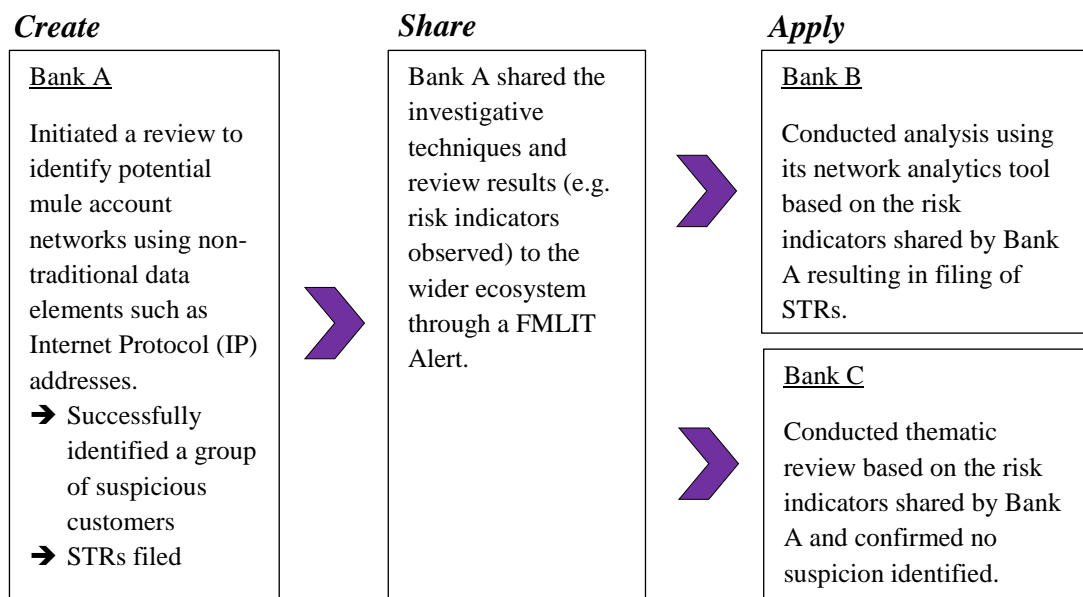 Create
Bank A
Initiated a review to
identify potential
mule account
networks using non-
traditional data
elements such as
Internet Protocol (IP)
addresses.
➔ Successfully
identified a group
of suspicious
customers
➔ STRs filed
Share
Bank A shared the
investigative
techniques and
review results (e.g.
risk indicators
observed) to the
wider ecosystem
through a FMLIT
Alert.
Apply
Bank B
Conducted analysis using
its network analytics tool
based on the risk
indicators shared by Bank
A resulting in filing of
STRs.
Bank C
Conducted thematic
review based on the risk
indicators shared by Bank
A and confirmed no
suspicion identified.